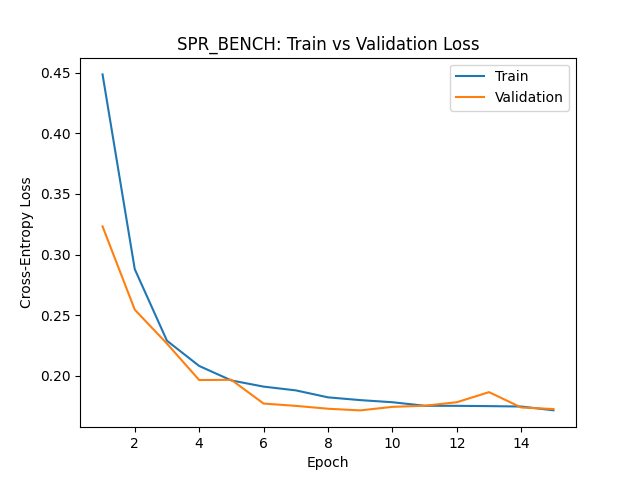 SPR_BENCH: Train vs Validation Loss
Train
Validation
Cross-Entropy Loss
0.45
0.40
0.35
0.30
0.25
0.20
2 4 6 8 10 12 14
Epoch